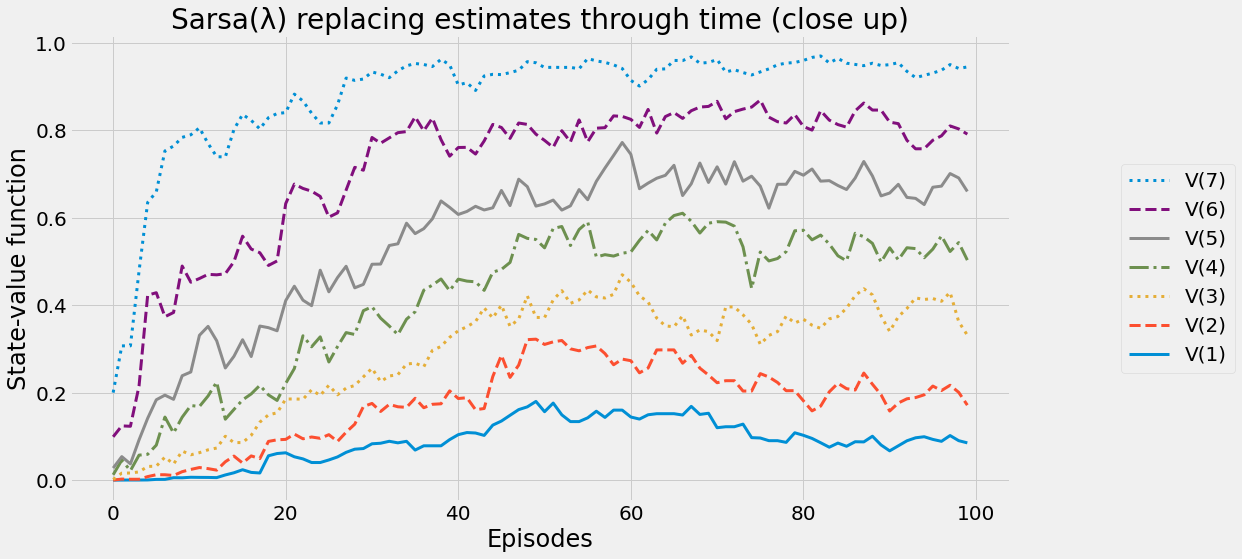 Sarsa(λ) replacing estimates through time (close up)
State-value function
1.0
0.8
0.6
0.4
0.2
0.0
0 20 40 60 80 100
Episodes
V(7)
V(6)
V(5)
V(4)
V(3)
V(2)
V(1)